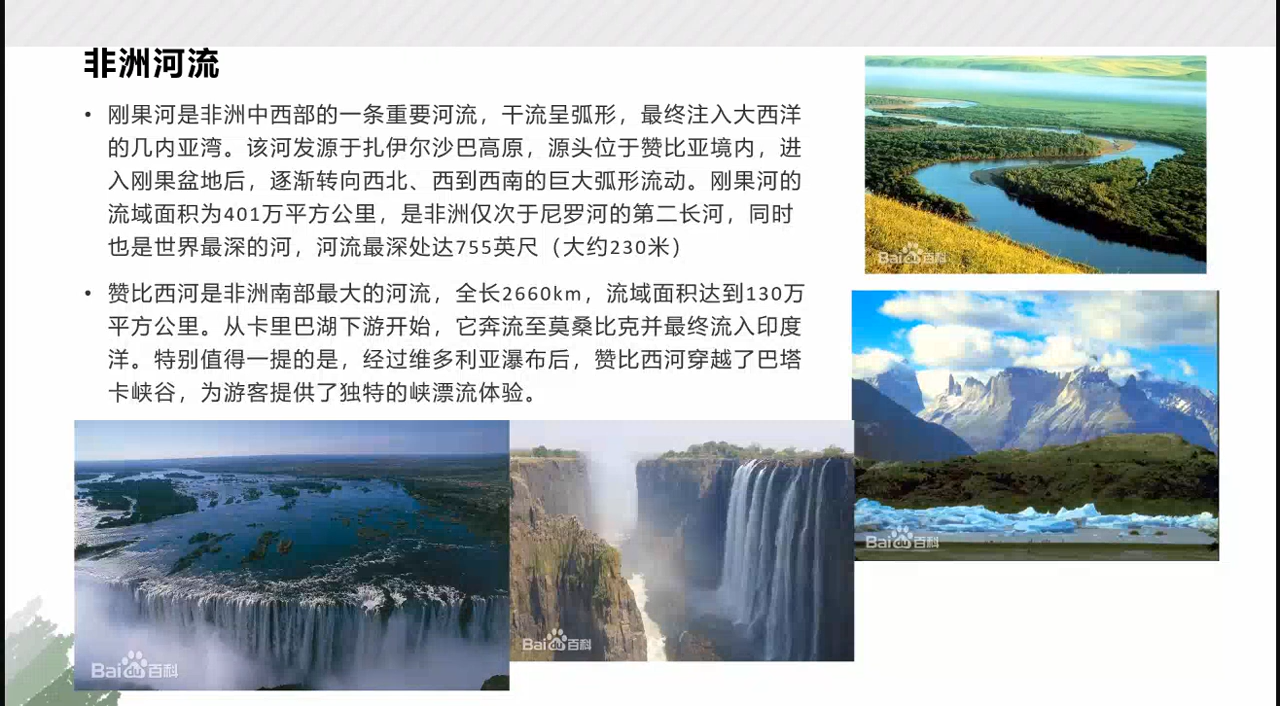 非洲河流
• 刚果河是非洲中西部的一条重要河流，干流呈弧形，最终注入大西洋
的几内亚湾。该河发源于扎伊尔沙巴高原，源头位于赞比亚境内，进
入刚果盆地后，逐渐转向西北、西到西南的巨大弧形流动。刚果河的
流域面积为401万平方公里，是非洲仅次于尼罗河的第二长河，同时
也是世界最深的河，河流最深处达755英尺（大约230米）
• 赞比西河是非洲南部最大的河流，全长2660km，流域面积达到130万
平方公里。从卡里巴湖下游开始，它奔流至莫桑比克并最终流入印度
洋。特别值得一提的是，经过维多利亚瀑布后，赞比西河穿越了巴塔
卡峡谷，为游客提供了独特的峡漂流体验。
Baidu百科
Baidu百科
Baidu百科
Baidu百科